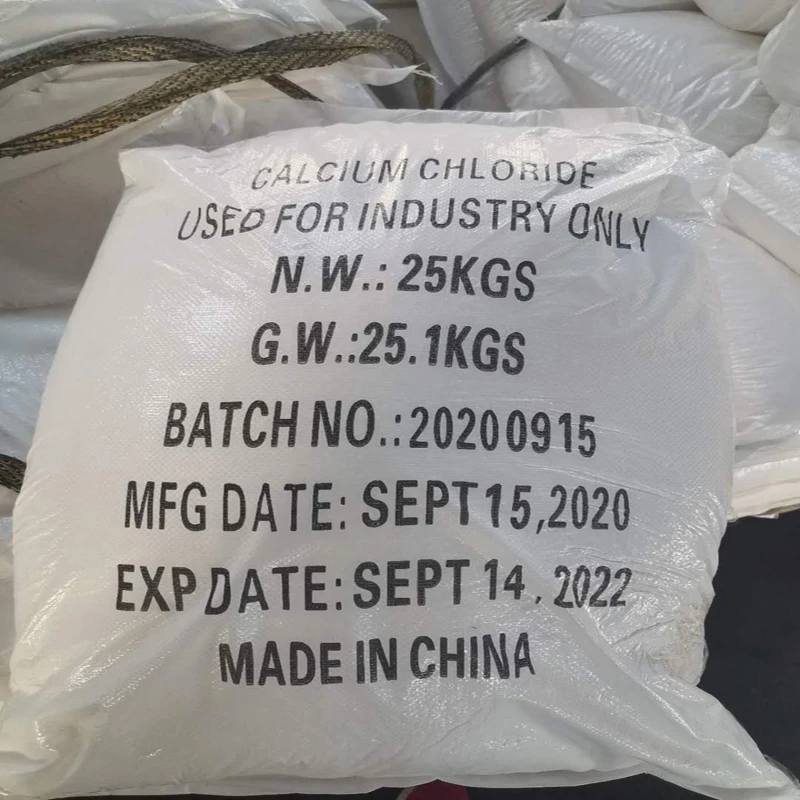 CALCIUM CHLORIDE
USED FOR INDUSTRY ONLY
N.W.: 25KGS
G.W.:25.1KGS
BATCH NO.:20200915
MFG DATE: SEPT 15,2020
EXP DATE: SEPT 14, 2022
MADE IN CHINA